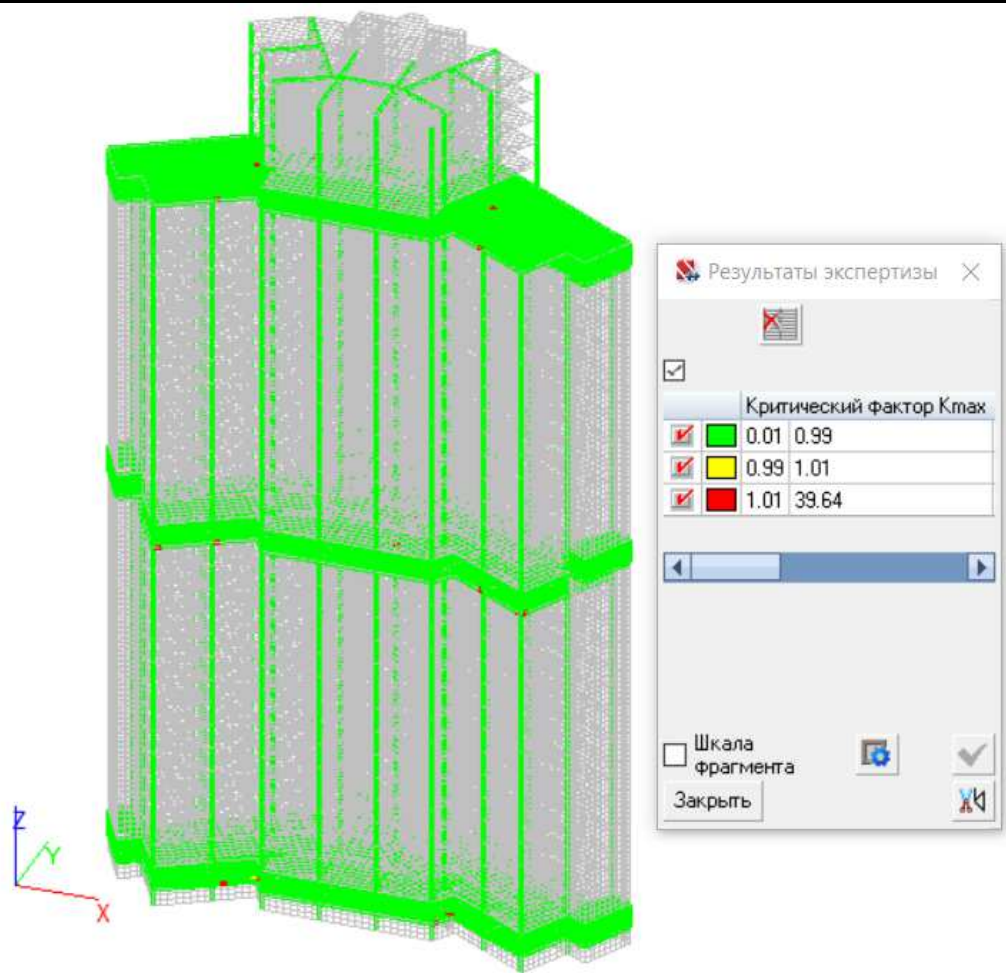 Результаты экспертизы
Критический фактор Kmax
0.01 0.99
0.99 1.01
1.01 39.64
Шкала
фрагмента
Закрыть
Z
Y
X